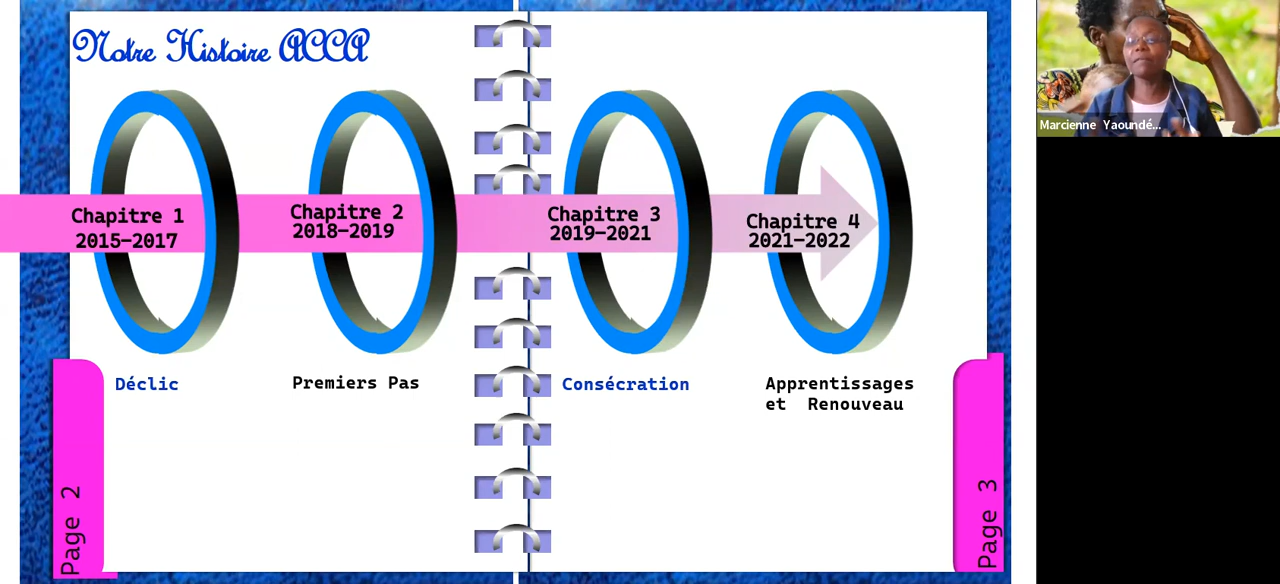 Notre Histoire ACCA
Chapitre 1
2015-2017
Chapitre 2
2018-2019
Chapitre 3
2019-2021
Chapitre 4
2021-2022
Déclic
Premiers Pas
Consécration
Apprentissages
et Renouveau
Page 2
Page 3
Marcienne Yaoundé...